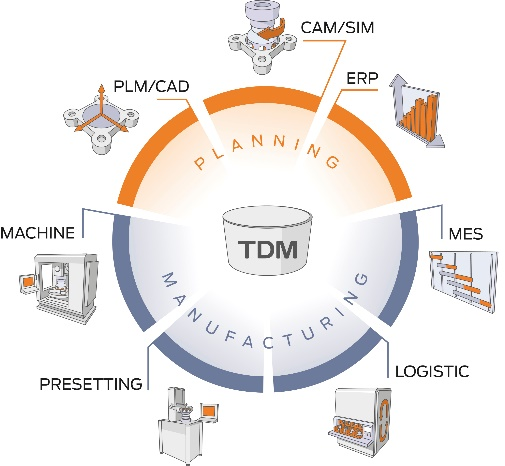 CAM/SIM
PLM/CAD
ERP
PLANNING
MACHINE
MES
TDM
MANUFACTURING
PRESETTING
LOGISTIC